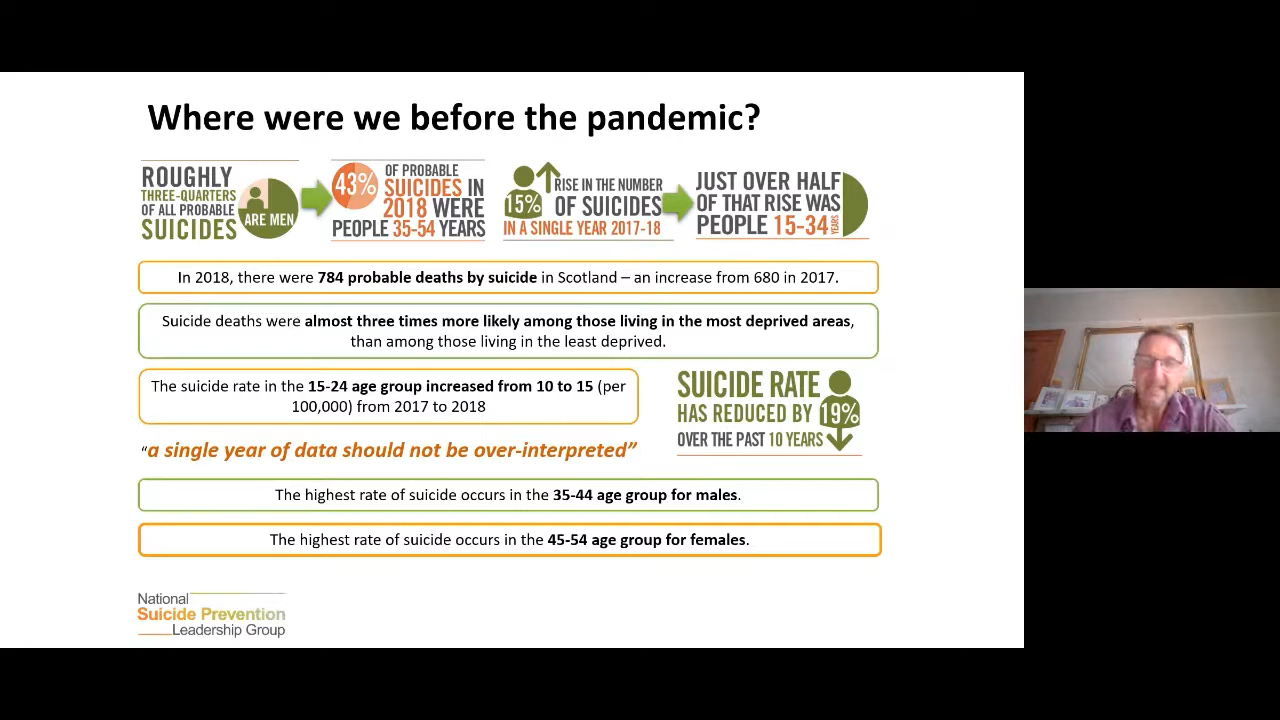 Where were we before the pandemic?
ROUGHLY
THREE-QUARTERS
OF ALL PROBABLE
SUICIDES
ARE MEN
43%
OF PROBABLE
SUICIDES IN
2018 WERE
PEOPLE 35-54 YEARS
15%
RISE IN THE NUMBER
OF SUICIDES
IN A SINGLE YEAR 2017-18
JUST OVER HALF
OF THAT RISE WAS
PEOPLE 15-34 YEARS
In 2018, there were 784 probable deaths by suicide in Scotland – an increase from 680 in 2017.
Suicide deaths were almost three times more likely among those living in the most deprived areas,
than among those living in the least deprived.
The suicide rate in the 15-24 age group increased from 10 to 15 (per
100,000) from 2017 to 2018
SUICIDE RATE
HAS REDUCED BY 19%
OVER THE PAST 10 YEARS
“a single year of data should not be over-interpreted”
The highest rate of suicide occurs in the 35-44 age group for males.
The highest rate of suicide occurs in the 45-54 age group for females.
National
Suicide Prevention
Leadership Group